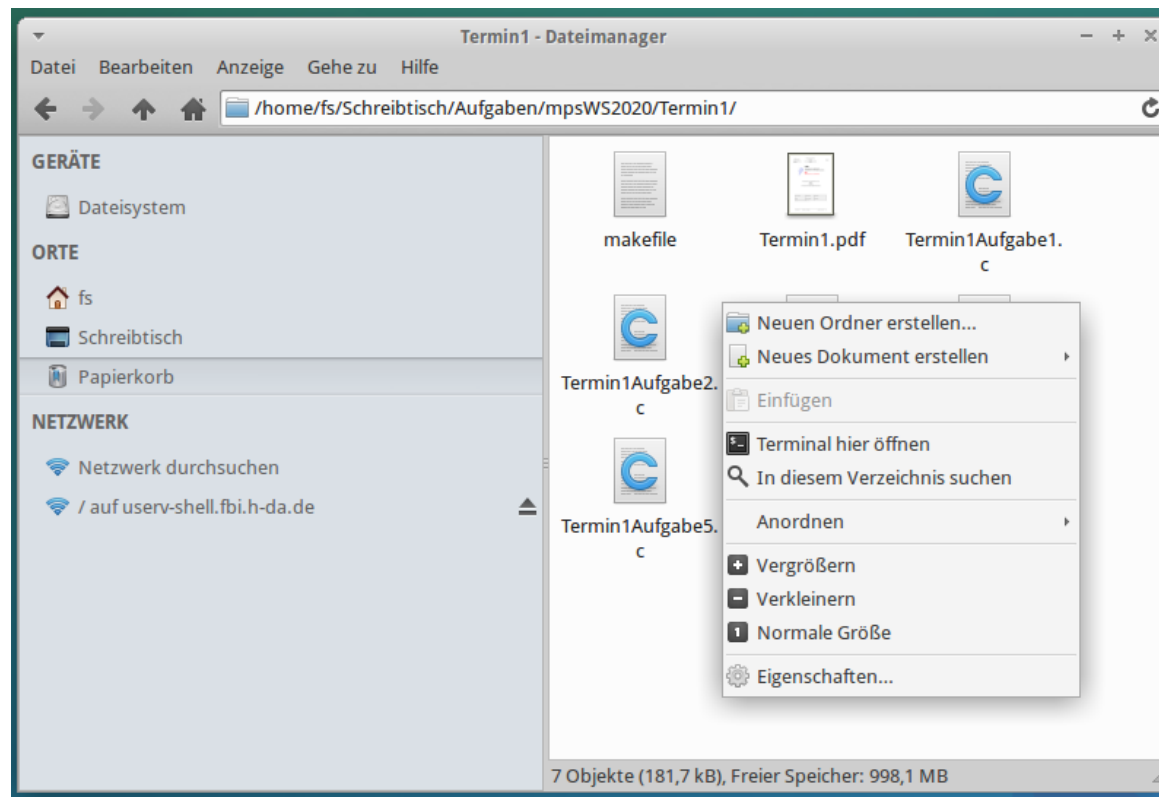 Termin1 - Dateimanager
Datei Bearbeiten Anzeige Gehe zu Hilfe
/home/fs/Schreibtisch/Aufgaben/mpsWS2020/Termin1/
GERÄTE
Dateisystem
ORTE
fs
Schreibtisch
Papierkorb
NETZWERK
Netzwerk durchsuchen
/ auf userv-shell.fbi.h-da.de
makefile
Termin1.pdf
Termin1Aufgabe1.
c
Termin1Aufgabe2.
c
Termin1Aufgabe5.
c
Neuen Ordner erstellen...
Neues Dokument erstellen
Einfügen
Terminal hier öffnen
In diesem Verzeichnis suchen
Anordnen
Vergrößern
Verkleinern
Normale Größe
Eigenschaften...
7 Objekte (181,7 kB), Freier Speicher: 998,1 MB